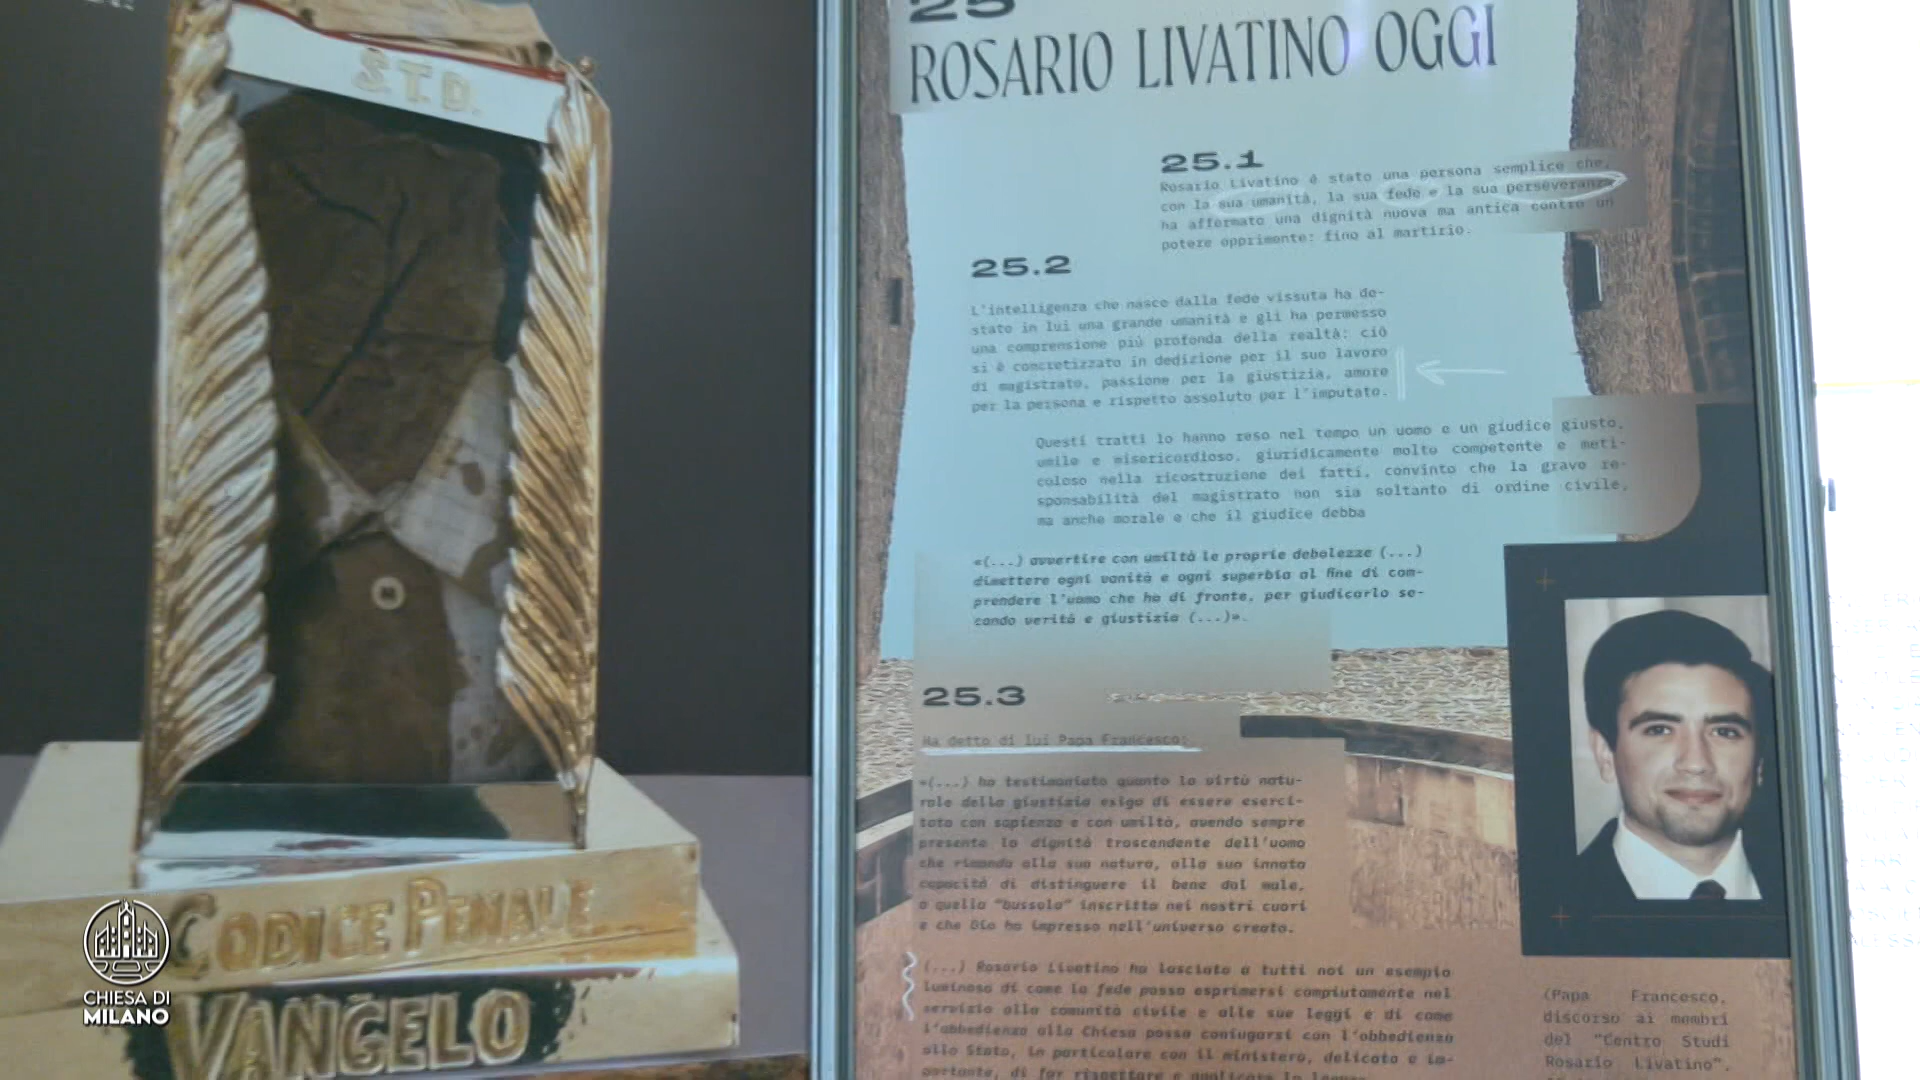 S.T.D.
CODICE PENALE
VANGELO
CHIESA DI
MILANO
25
ROSARIO LIVATINO OGGI
25.1
Rosario Livatino è stato una persona semplice che,
con la sua umanità, la sua fede e la sua perseveranza
ha affermato una dignità nuova ma antica contro un
potere opprimente: fino al martirio.
25.2
L'intelligenza che nasce dalla fede vissuta ha de-
stato in lui una grande umanità e gli ha permesso
una comprensione più profonda della realtà: ciò
si è concretizzato in dedizione per il suo lavoro
di magistrato, passione per la giustizia, amore
per la persona e rispetto assoluto per l'imputato.
Questi tratti lo hanno reso nel tempo un uomo e un giudice giusto,
umile e misericordioso, giuridicamente molto competente e meti-
coloso nella ricostruzione dei fatti, convinto che la grave re-
sponsabilità del magistrato non sia soltanto di ordine civile,
ma anche morale e che il giudice debba
«(...) avvertire con umiltà le proprie debolezze (...)
dimettere ogni vanità e ogni superbia al fine di com-
prendere l'uomo che ha di fronte, per giudicarlo se-
condo verità e giustizia (...)».
25.3
Ha detto di lui Papa Francesco:
«(...) ha testimoniato quanto la virtù natu-
rale della giustizia esiga di essere eserci-
tata con sapienza e con umiltà, avendo sempre
presente la dignità trascendente dell'uomo
che rimanda alla sua natura, alla sua innata
capacità di distinguere il bene dal male,
a quella "bussola" inscritta nei nostri cuori
e che Dio ha impresso nell'universo creato.
(...) Rosario Livatino ha lasciato a tutti noi un esempio
luminoso di come la fede possa esprimersi compiutamente nel
servizio alla comunità civile e alle sue leggi e di come
l'obbedienza alla Chiesa possa coniugarsi con l'obbedienza
allo Stato, in particolare con il ministero, delicato e im-
portante, di far rispettare e applicare la legge
(Papa Francesco,
discorso ai membri
del "Centro Studi
Rosario Livatino",